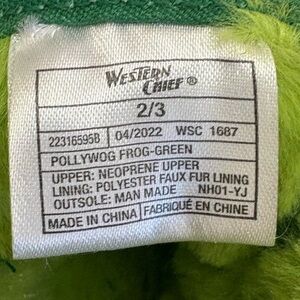 WESTERN
CHIEF®
2/3
22316595B 04/2022 WSC 1687
POLLYWOG FROG-GREEN
UPPER: NEOPRENE UPPER
LINING: POLYESTER FAUX FUR LINING
OUTSOLE: MAN MADE NH01-YJ
MADE IN CHINA FABRIQUÉ EN CHINE